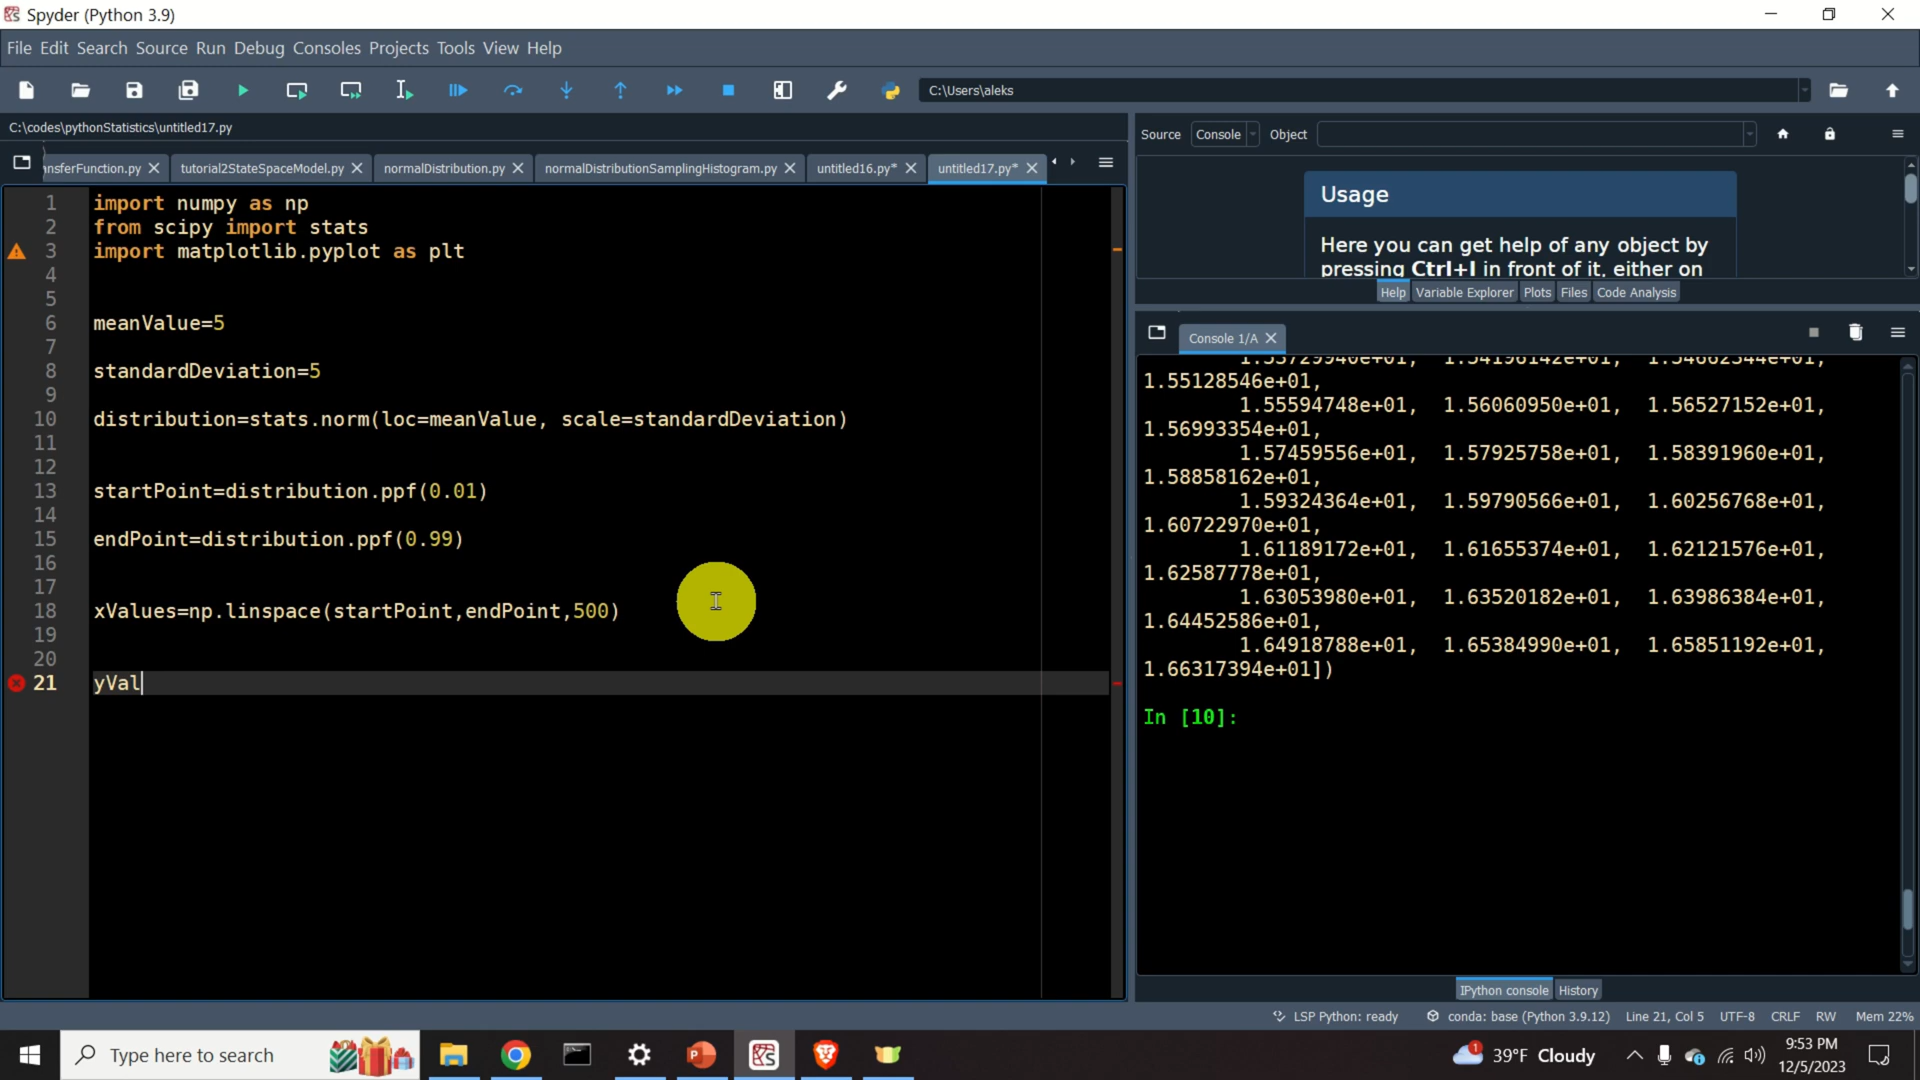 Spyder (Python 3.9)
File Edit Search Source Run Debug Consoles Projects Tools View Help
C:\Users\aleks
C:\codes\pythonStatistics\untitled17.py
Source Console Object
nsferFunction.py tutorial2StateSpaceModel.py normalDistribution.py normalDistributionSamplingHistogram.py untitled16.py* untitled17.py*
Usage
Here you can get help of any object by
pressing Ctrl+I in front of it, either on
Help Variable Explorer Plots Files Code Analysis
1 import numpy as np
2 from scipy import stats
3 import matplotlib.pyplot as plt
4
5
6 meanValue=5
7
8 standardDeviation=5
9
10 distribution=stats.norm(loc=meanValue, scale=standardDeviation)
11
12
13 startPoint=distribution.ppf(0.01)
14
15 endPoint=distribution.ppf(0.99)
16
17
18 xValues=np.linspace(startPoint,endPoint,500)
19
20
21 yVal
Console 1/A
1.53729940e+01, 1.54196142e+01, 1.54662344e+01,
1.55128546e+01,
1.55594748e+01, 1.56060950e+01, 1.56527152e+01,
1.56993354e+01,
1.57459556e+01, 1.57925758e+01, 1.58391960e+01,
1.58858162e+01,
1.59324364e+01, 1.59790566e+01, 1.60256768e+01,
1.60722970e+01,
1.61189172e+01, 1.61655374e+01, 1.62121576e+01,
1.62587778e+01,
1.63053980e+01, 1.63520182e+01, 1.63986384e+01,
1.64452586e+01,
1.64918788e+01, 1.65384990e+01, 1.65851192e+01,
1.66317394e+01])
In [10]:
IPython console History
LSP Python: ready conda: base (Python 3.9.12) Line 21, Col 5 UTF-8 CRLF RW Mem 22%
Type here to search
1 39°F Cloudy
9:53 PM
12/5/2023